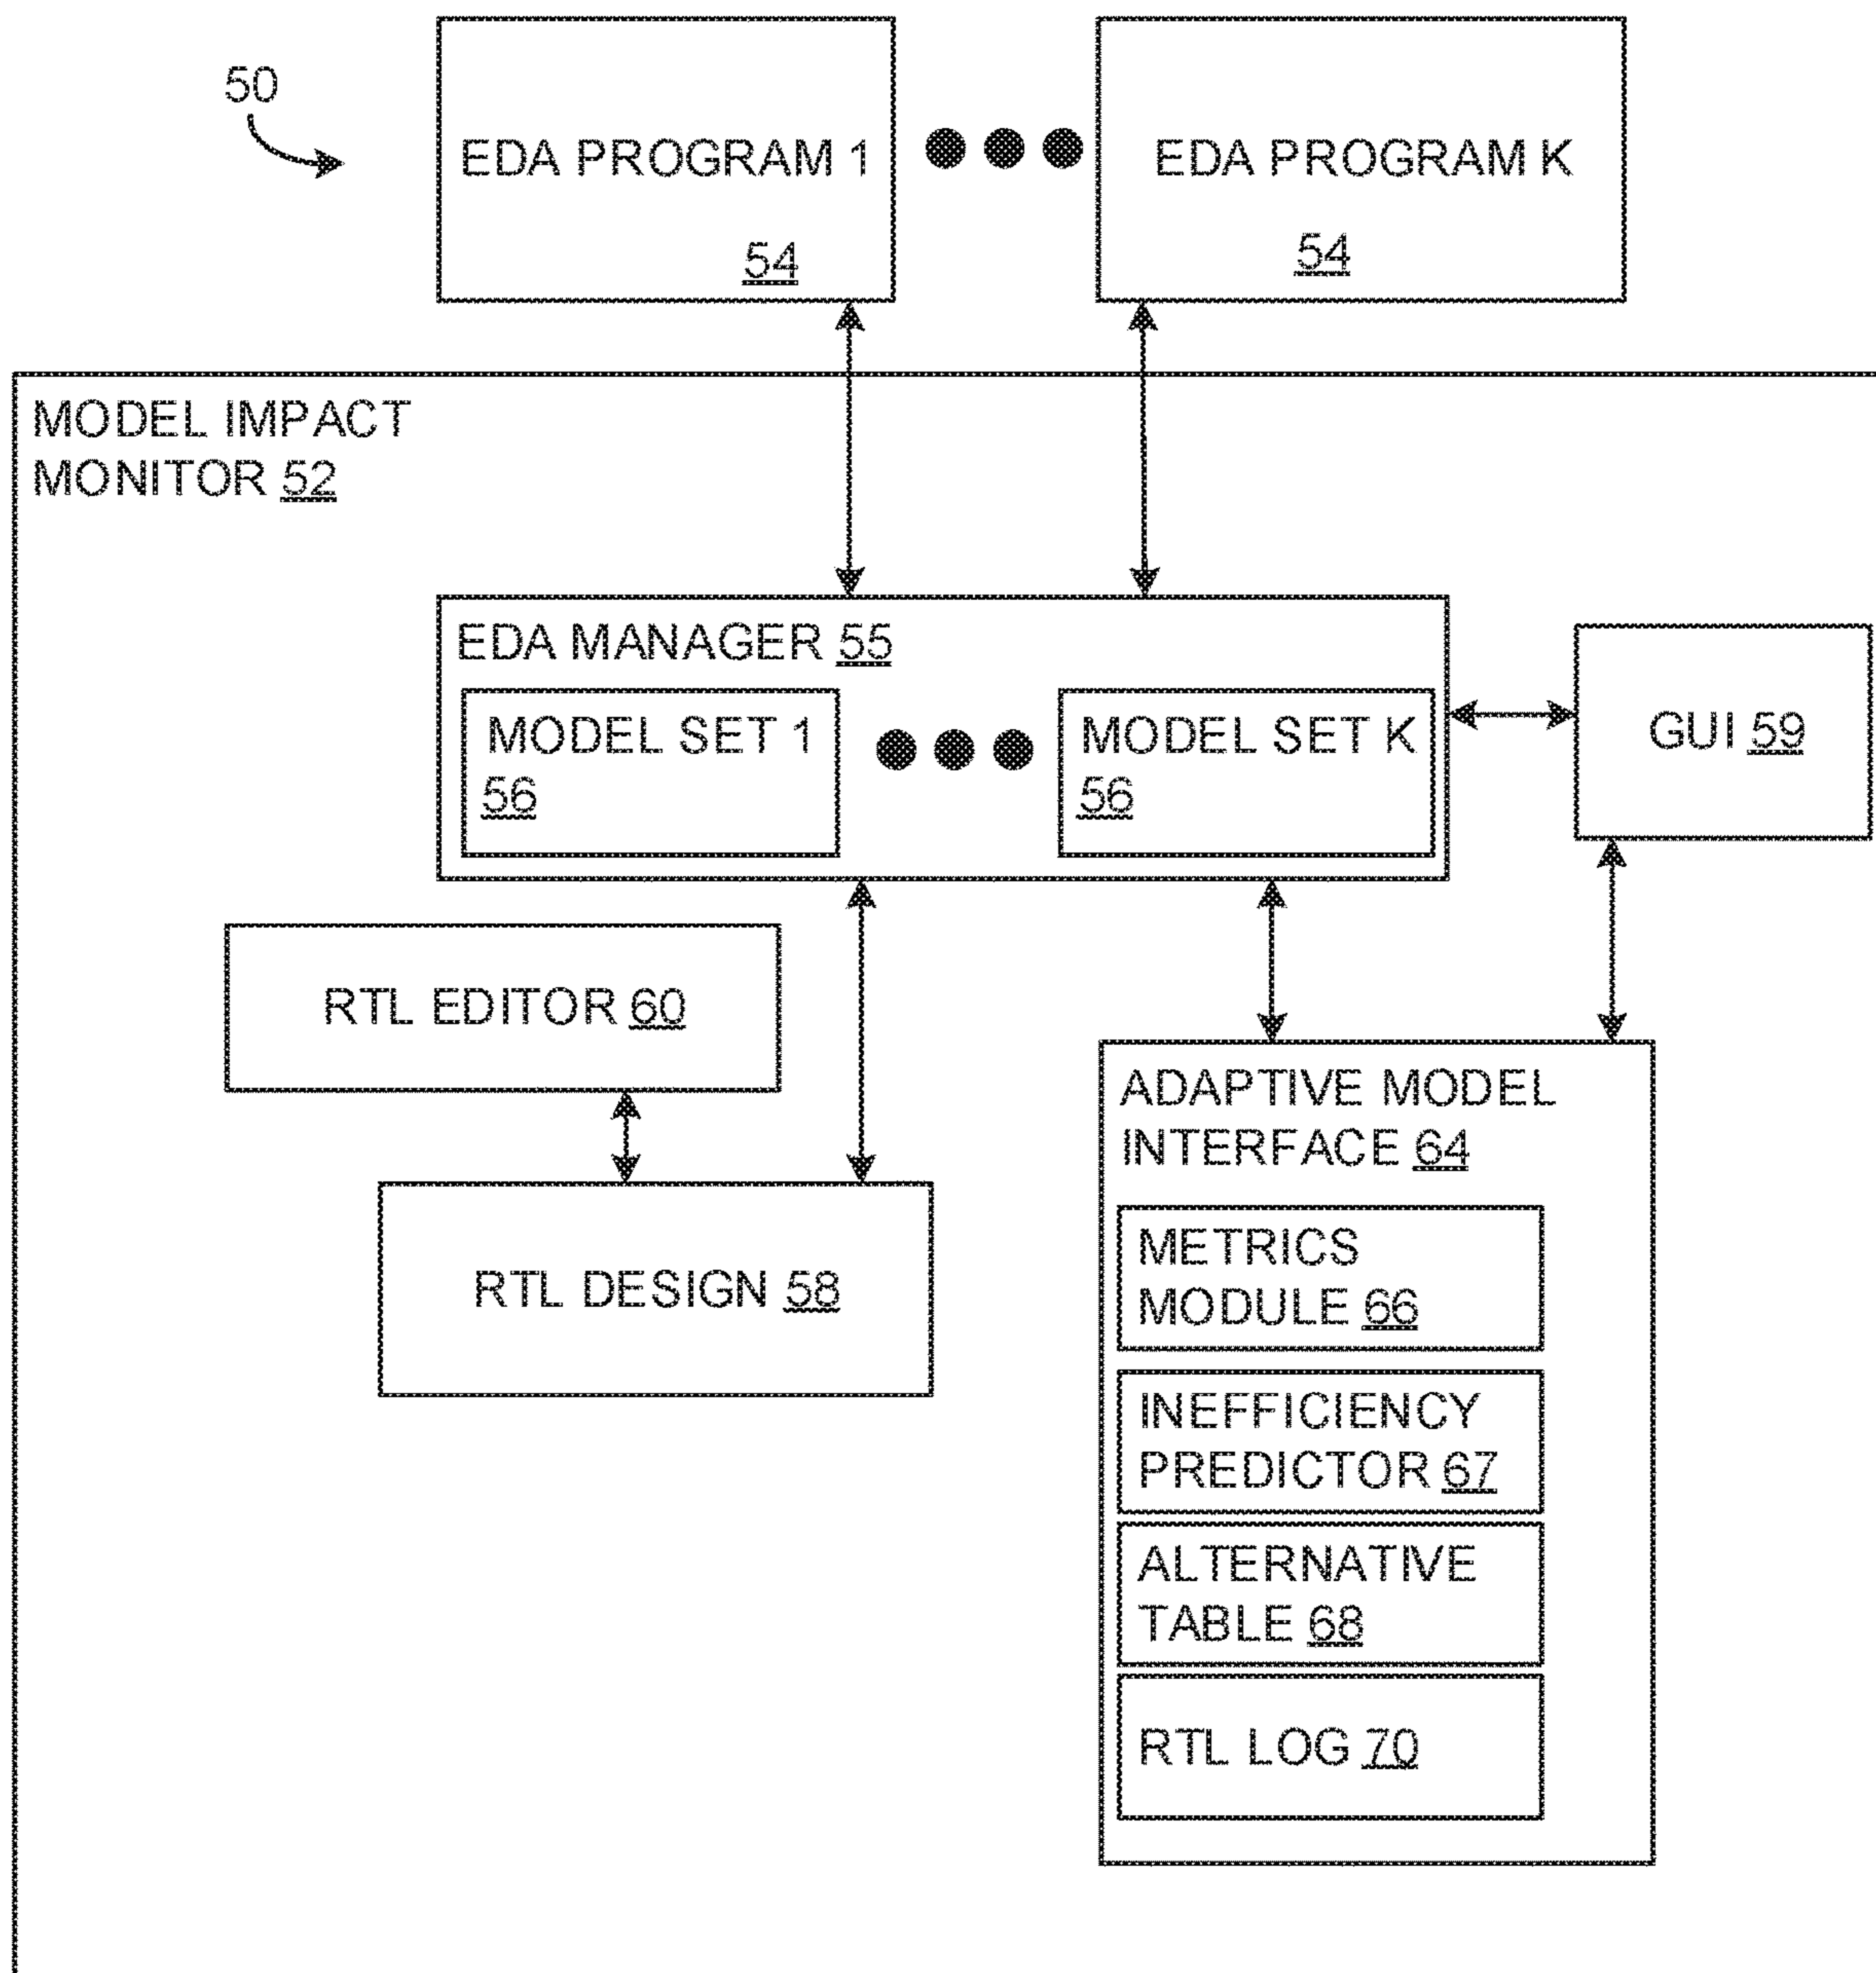 50
EDA PROGRAM 1
54
EDA PROGRAM K
54
MODEL IMPACT
MONITOR 52
EDA MANAGER 55
MODEL SET 1
56
MODEL SET K
56
GUI 59
RTL EDITOR 60
RTL DESIGN 58
ADAPTIVE MODEL
INTERFACE 64
METRICS
MODULE 66
INEFFICIENCY
PREDICTOR 67
ALTERNATIVE
TABLE 68
RTL LOG 70